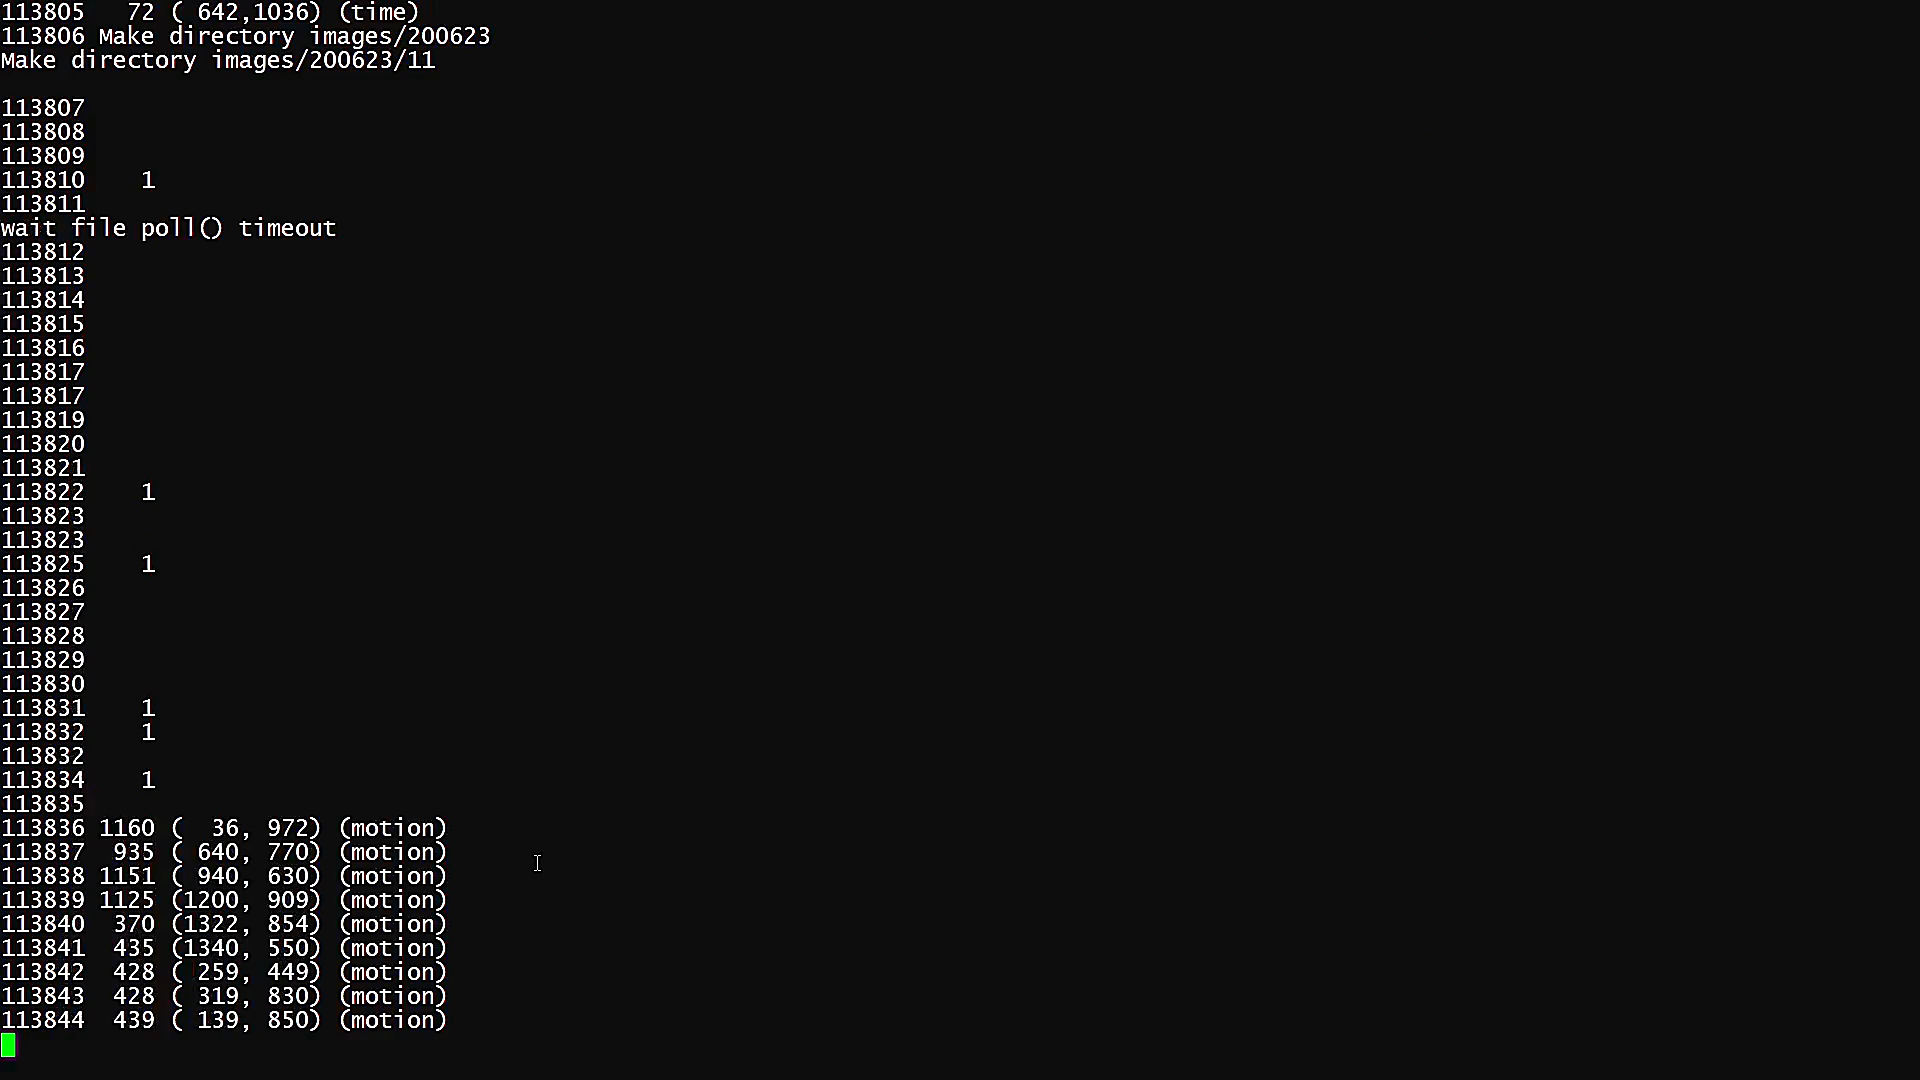 113805   72 ( 642,1036) (time)
113806 Make directory images/200623
Make directory images/200623/11
113807
113808
113809
113810    1
113811
wait file poll() timeout
113812
113813
113814
113815
113816
113817
113817
113819
113820
113821
113822    1
113823
113823
113825    1
113826
113827
113828
113829
113830
113831    1
113832    1
113832
113834    1
113835
113836 1160 (  36, 972) (motion)
113837  935 ( 640, 770) (motion)
113838 1151 ( 940, 630) (motion)
113839 1125 (1200, 909) (motion)
113840  370 (1322, 854) (motion)
113841  435 (1340, 550) (motion)
113842  428 ( 259, 449) (motion)
113843  428 ( 319, 830) (motion)
113844  439 ( 139, 850) (motion)